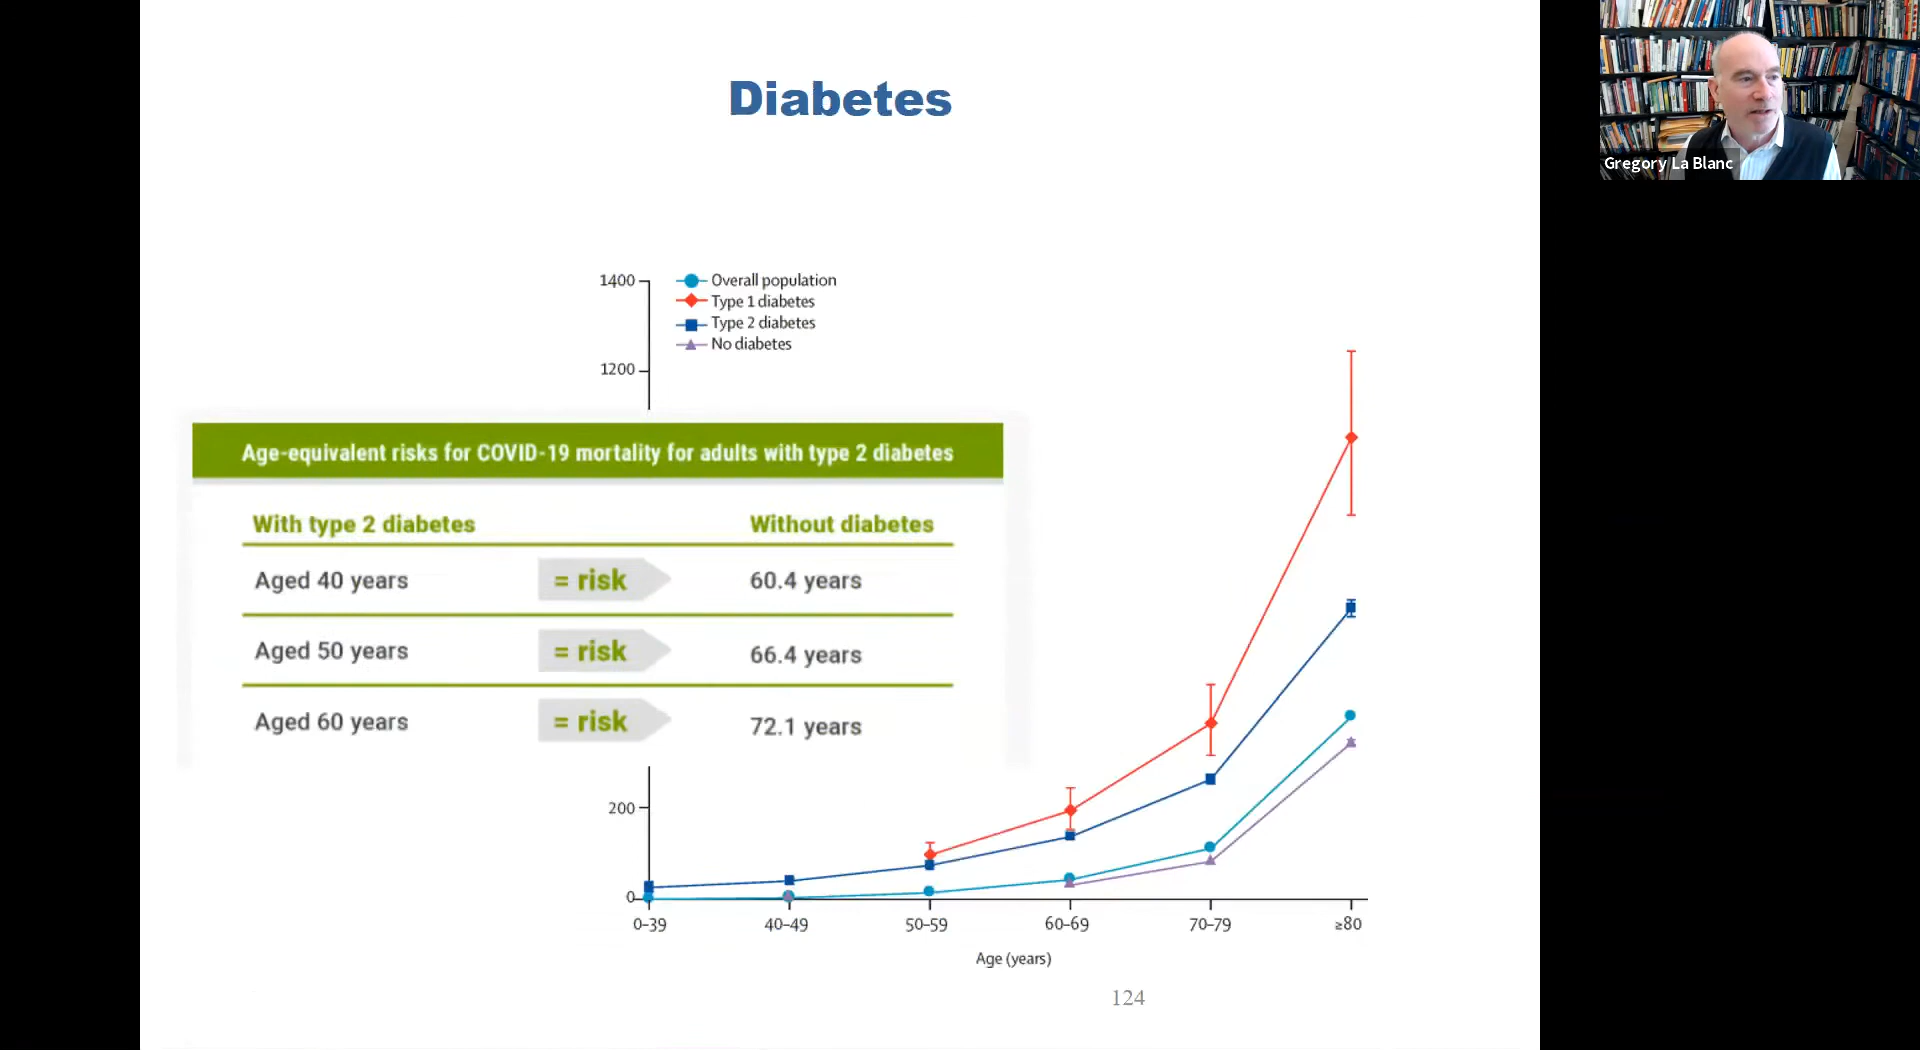 Diabetes
Gregory La Blanc
1400
Overall population
Type 1 diabetes
Type 2 diabetes
No diabetes
1200
Age-equivalent risks for COVID-19 mortality for adults with type 2 diabetes
With type 2 diabetes Without diabetes
Aged 40 years = risk 60.4 years
Aged 50 years = risk 66.4 years
Aged 60 years = risk 72.1 years
200
0
0-39 40-49 50-59 60-69 70-79 ≥80
Age (years)
124